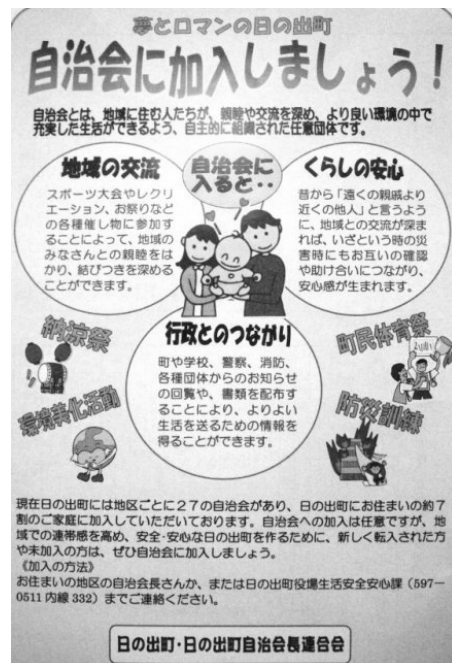 夢とロマンの日の出町
自治会に加入しましょう！
自治会とは、地域に住む人たちが、親睦や交流を深め、より良い環境の中で
充実した生活ができるよう、自主的に組織された任意団体です。
地域の交流
スポーツ大会やレクリ
エーション、お祭りなど
の各種催し物に参加す
ることによって、地域の
みなさんとの親睦をは
かり、結びつきを深める
ことができます。
自治会に
入ると‥
くらしの安心
昔から「遠くの親戚より
近くの他人」と言うよう
に、地域との交流が深ま
れば、いざという時の災
害時にもお互いの確認
や助け合いにつながり、
安心感が生まれます。
行政とのつながり
町や学校、警察、消防、
各種団体からのお知らせ
の回覧や、書類を配布す
ることにより、よりよい
生活を送るための情報を
得ることができます。
納涼祭
環境美化活動
町民体育祭
防災訓練
現在日の出町には地区ごとに２７の自治会があり、日の出町にお住まいの約７
割のご家庭に加入していただいております。自治会への加入は任意ですが、地
域での連帯感を高め、安全・安心な日の出町を作るために、新しく転入された方
や未加入の方は、ぜひ自治会に加入しましょう。
《加入の方法》
お住まいの地区の自治会長さんか、または日の出町役場生活安全安心課（597－
0511 内線 332）までご連絡ください。
日の出町・日の出町自治会長連合会